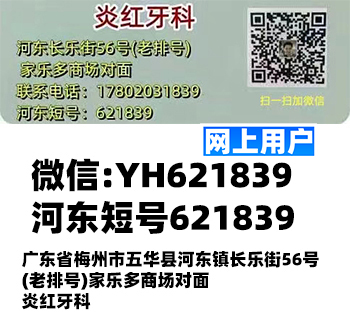 炎红牙科
河东长乐街56号(老排号)
家乐多商场对面
联系电话：17802031839
河东短号：621839
扫一扫加微信
网上用户
微信:YH621839
河东短号621839
广东省梅州市五华县河东镇长乐街56号
(老排号)家乐多商场对面
炎红牙科